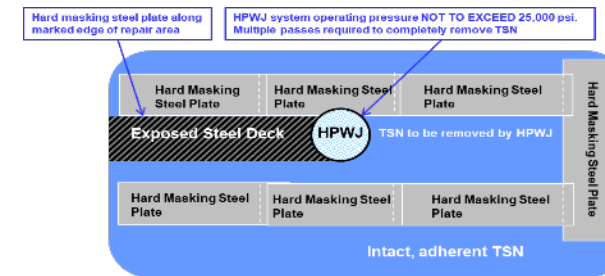 Hard masking steel plate along
marked edge of repair area
HPWJ system operating pressure NOT TO EXCEED 25,000 psi.
Multiple passes required to completely remove TSN
Hard Masking
Steel Plate
Hard Masking Steel
Plate
Hard Masking Steel
Plate
Hard Masking Steel Plate
Exposed Steel Deck
HPWJ
TSN to be removed by HPWJ
Hard Masking Steel
Plate
Hard Masking Steel
Plate
Hard Masking Steel
Plate
Intact, adherent TSN